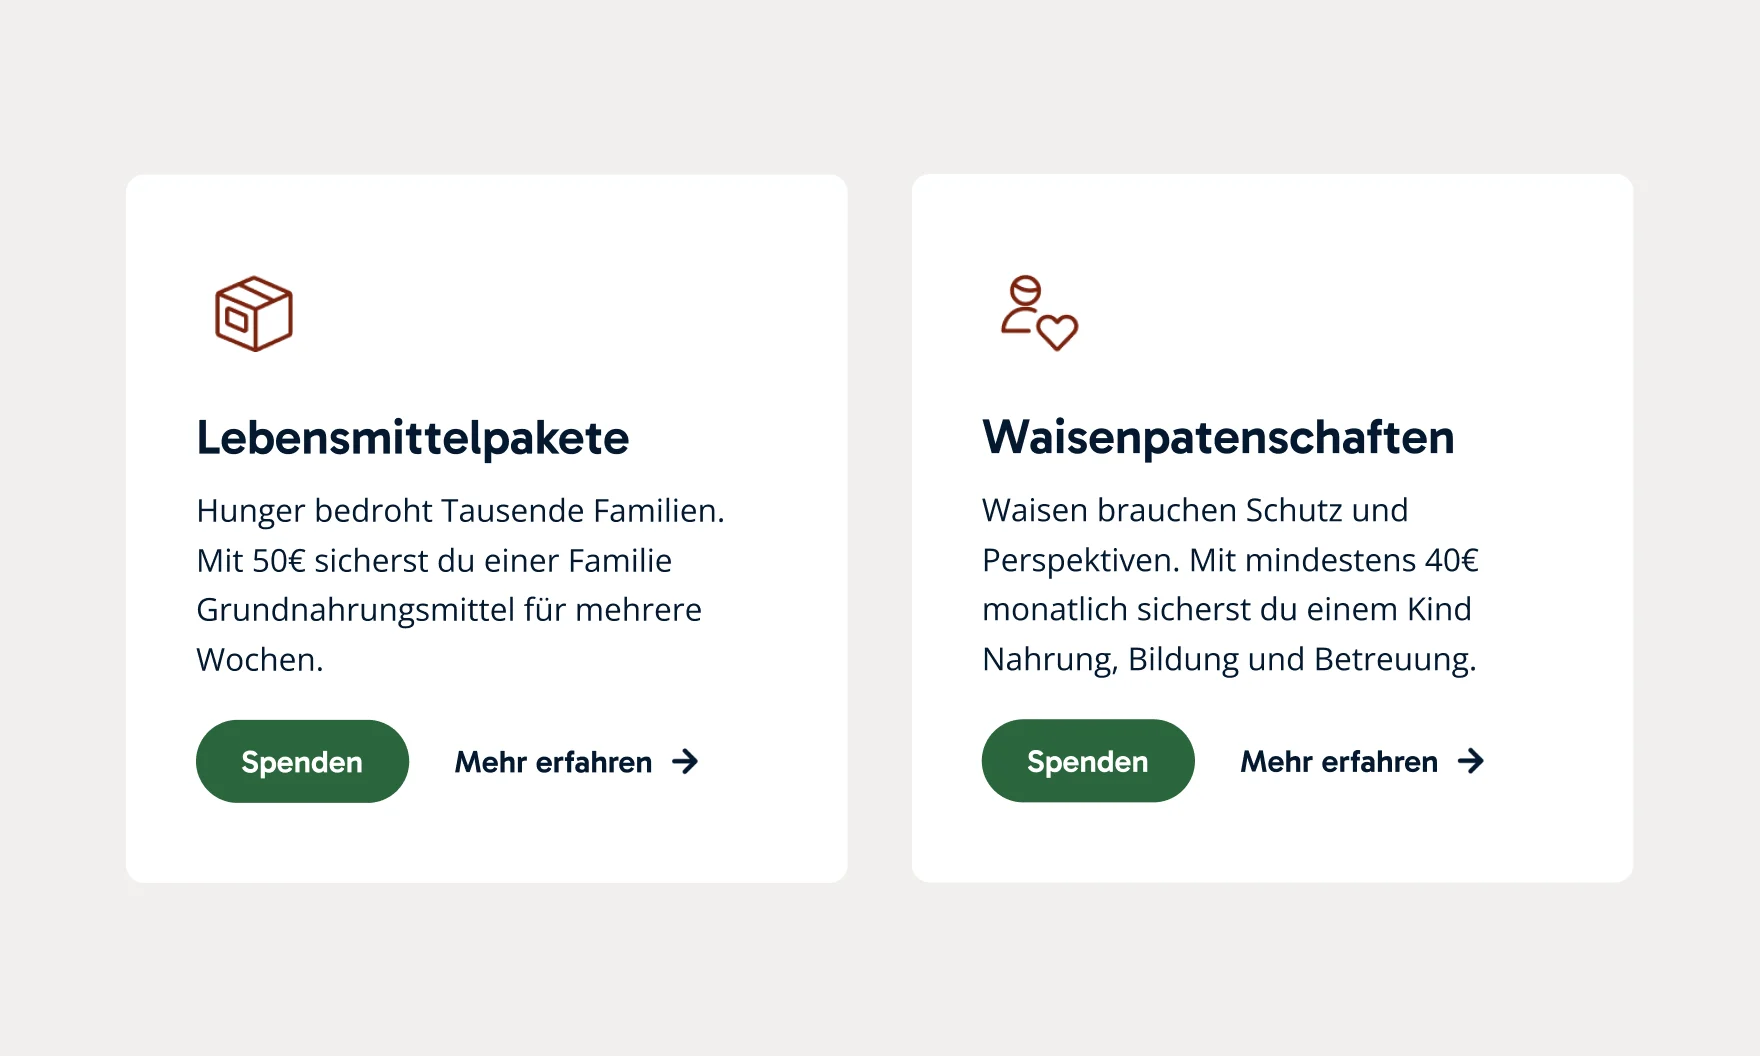 Lebensmittelpakete
Hunger bedroht Tausende Familien.
Mit 50€ sicherst du einer Familie
Grundnahrungsmittel für mehrere
Wochen.
Spenden
Mehr erfahren
Waisenpatenschaften
Waisen brauchen Schutz und
Perspektiven. Mit mindestens 40€
monatlich sicherst du einem Kind
Nahrung, Bildung und Betreuung.
Spenden
Mehr erfahren